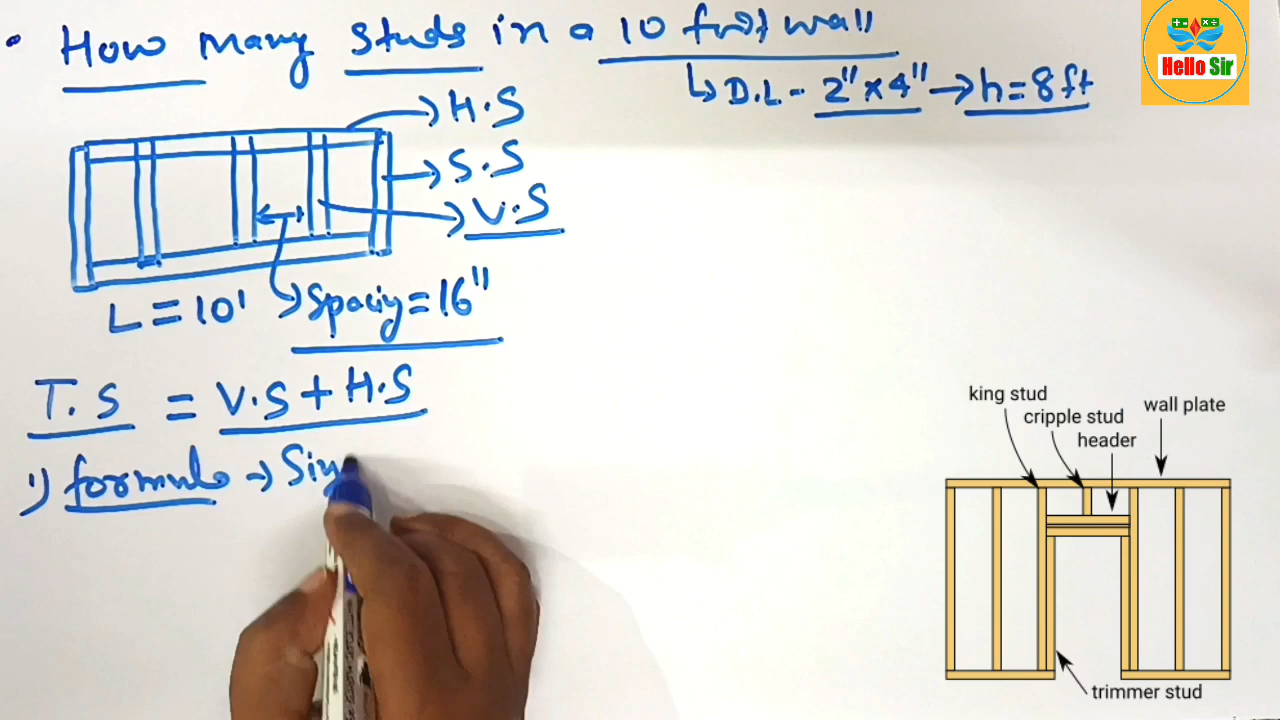 • How many studs in a 10 foot wall
↳ D.L - 2" x 4" → h = 8 ft
Hello Sir
→ H.S
→ S.S
→ V.S
L = 10'
Spacing = 16"
T.S = V.S + H.S
1) formula →
king stud
cripple stud
header
wall plate
trimmer stud